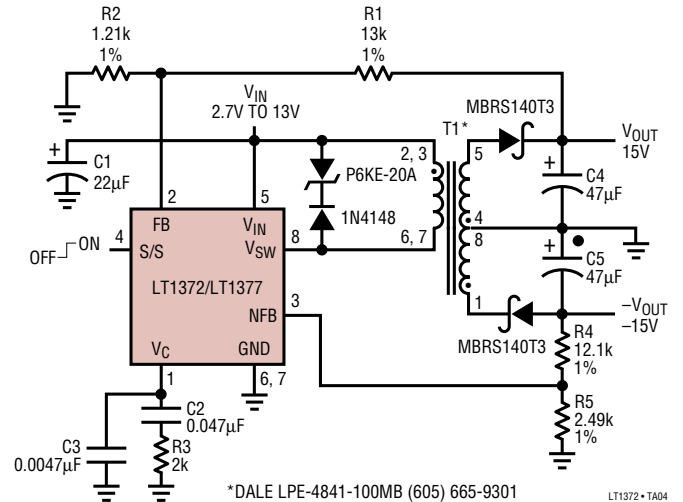 R2
1.21k
1%
R1
13k
1%
VIN
2.7V TO 13V
MBRS140T3
T1*
VOUT
15V
+
C1
22µF
2, 3
P6KE-20A
5
+
C4
47µF
2
5
1N4148
4
8
FB
VIN
4
S/S
VSW
8
6, 7
OFF
ON
+
C5
47µF
LT1372/LT1377
3
NFB
1
–VOUT
–15V
MBRS140T3
R4
12.1k
1%
VC
GND
1
6, 7
C2
0.047µF
R5
2.49k
1%
C3
0.0047µF
R3
2k
*DALE LPE-4841-100MB (605) 665-9301
LT1372 • TA04